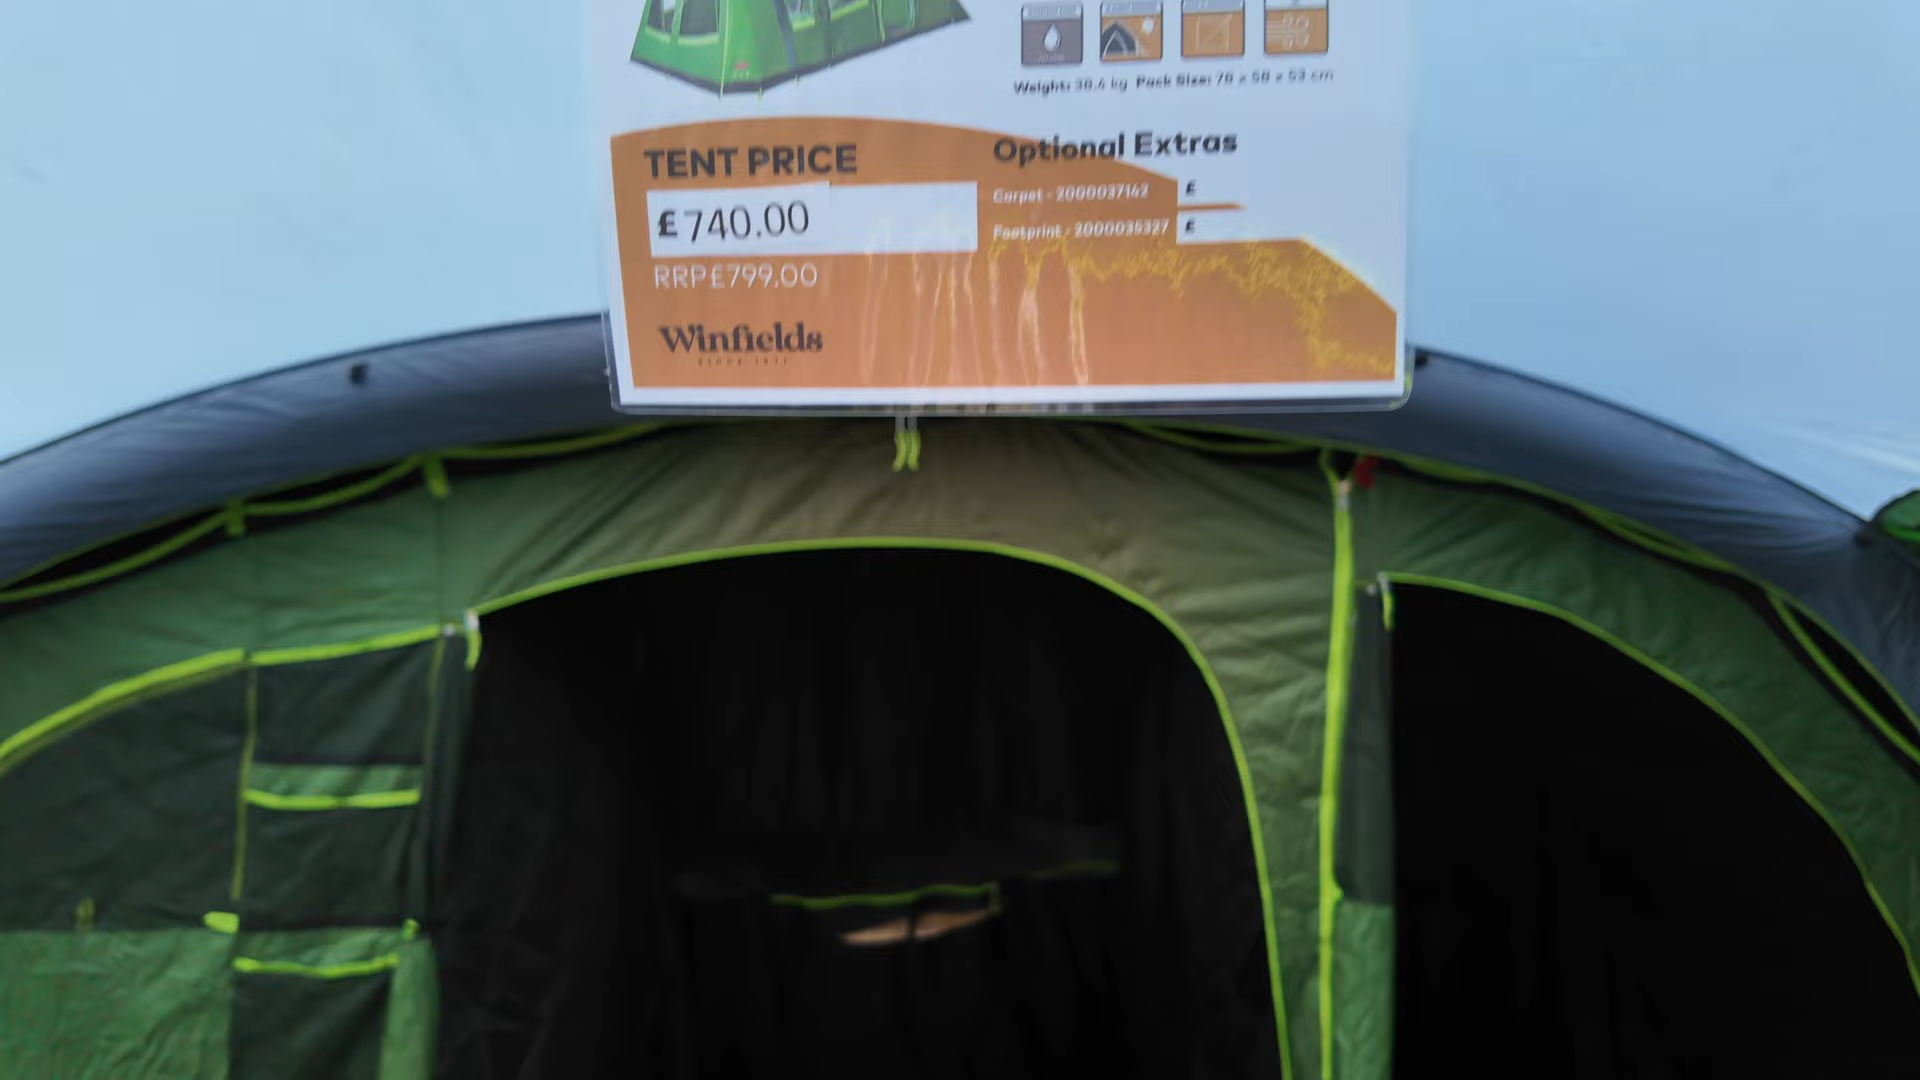 Weight: 38.4 kg Pack Size: 78 x 58 x 53 cm
TENT PRICE
£740.00
RRP £799.00
Winfields
Optional Extras
Carpet - 2000037142 £
Footprint - 2000035327 £